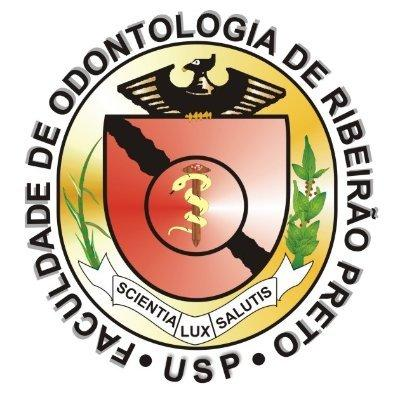 FACULDADE DE ODONTOLOGIA DE RIBEIRÃO PRETO
• USP •
SCIENTIA LUX SALUTIS